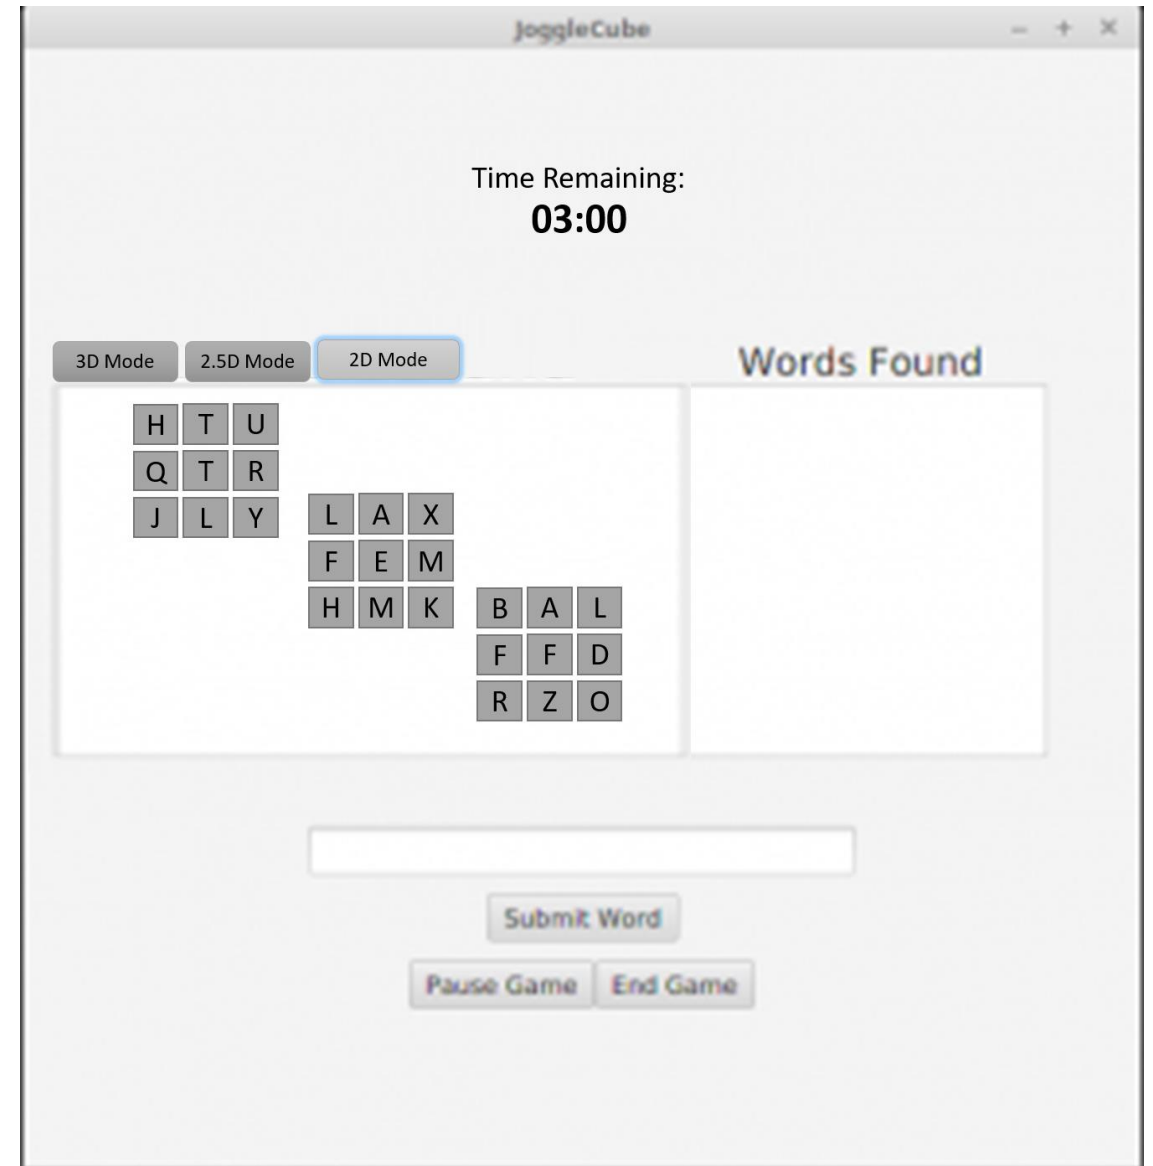 JoggleCube
Time Remaining:
03:00
3D Mode 2.5D Mode 2D Mode
Words Found
H T U
Q T R
J L Y
L A X
F E M
H M K
B A L
F F D
R Z O
Submit Word
Pause Game End Game